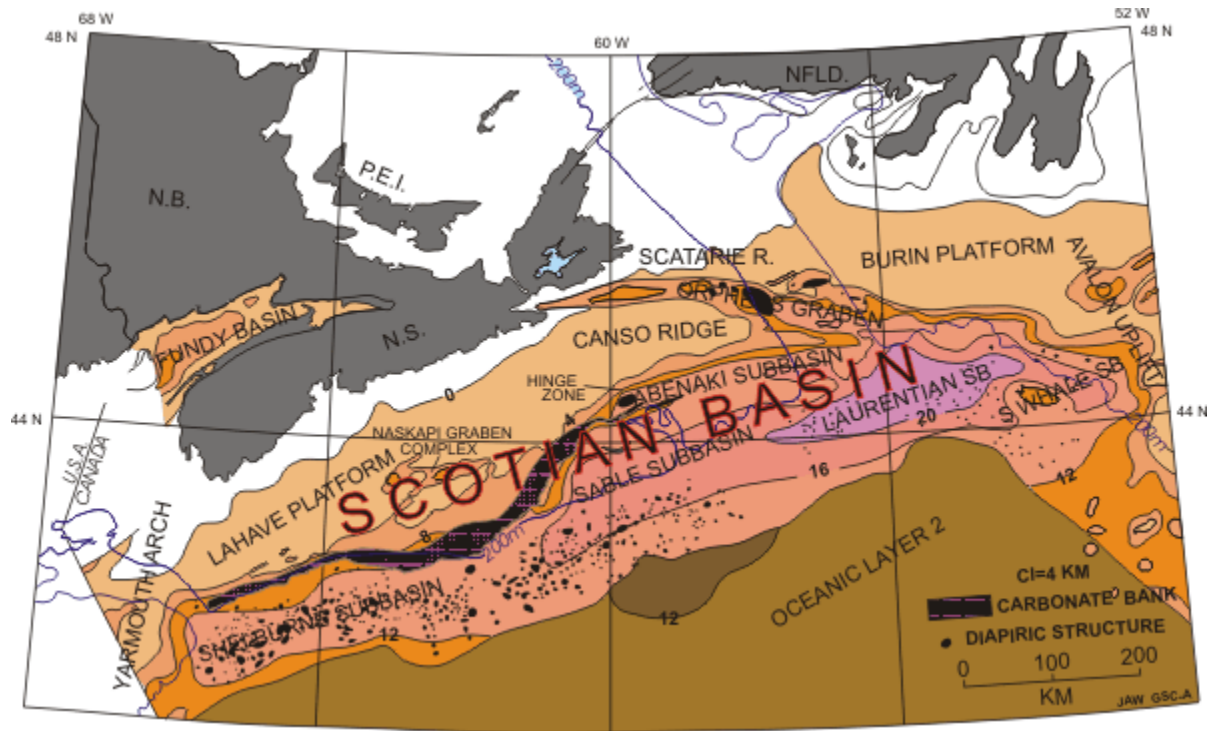 68 W
48 N
60 W
52 W
48 N
-200m
NFLD.
P.E.I.
N.B.
SCATARIE R.
BURIN PLATFORM
AVALON UPLIFT
ORPHEUS GRABEN
FUNDY BASIN
N.S.
CANSO RIDGE
0
HINGE
ZONE
ABENAKI SUBBASIN
LAURENTIAN SB
S WHALE SB
44 N
44 N
4
20
200m
NASKAPI GRABEN
COMPLEX
SCOTIAN BASIN
SABLE SUBBASIN
U.S.A.
CANADA
LAHAVE PLATFORM
16
12
8
200m
YARMOUTH ARCH
SHELBURNE SUBBASIN
12
12
OCEANIC LAYER 2
CI=4 KM
CARBONATE BANK
DIAPIRIC STRUCTURE
0 100 200
KM
JAW GSC-A